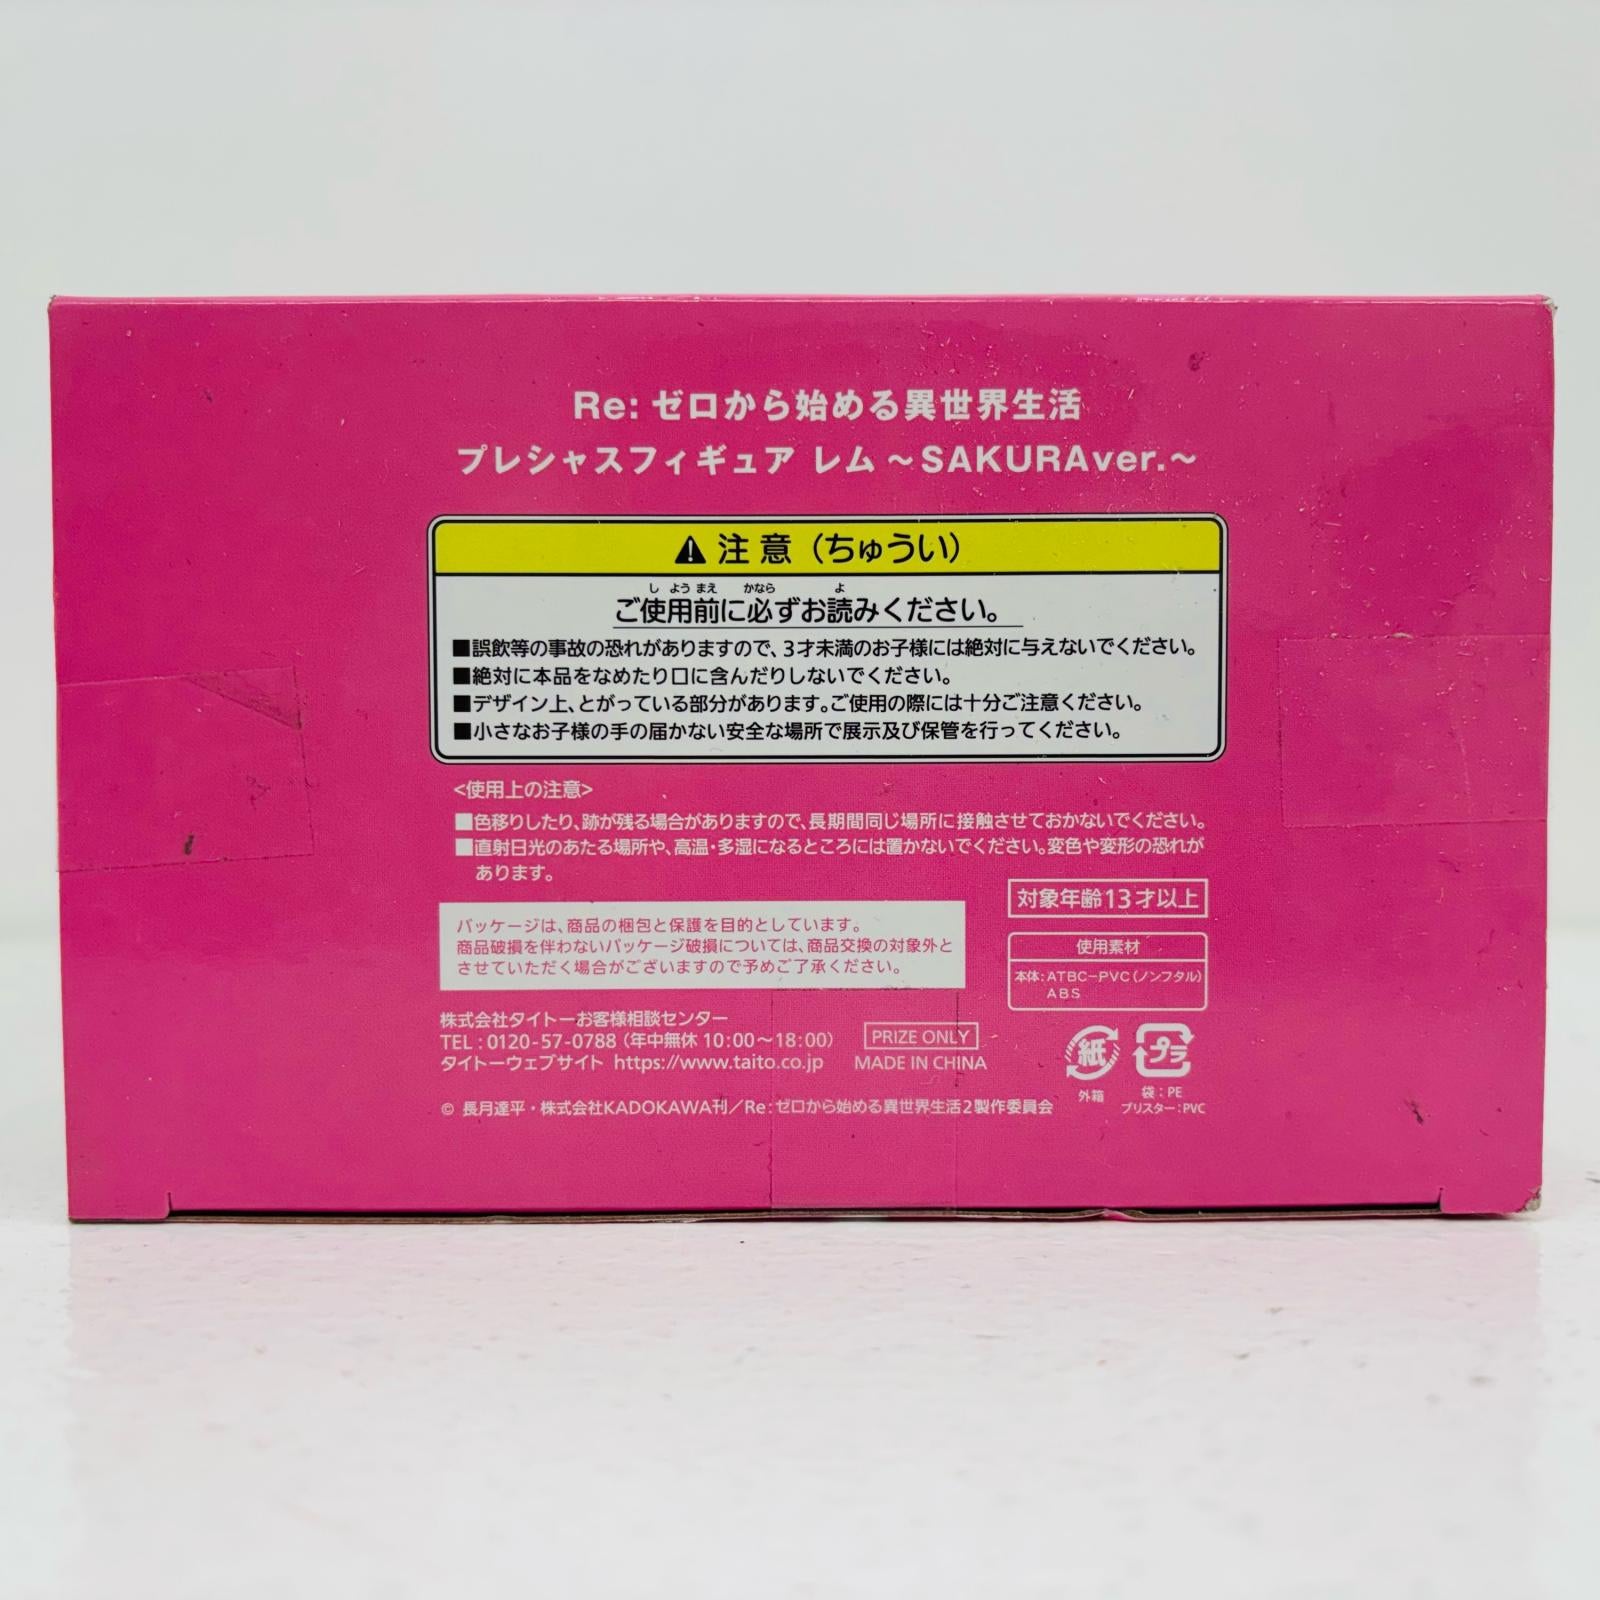 Re:ゼロから始める異世界生活
プレシャスフィギュア レム～SAKURAver.～
注意（ちゅうい）
ご使用前に必ずお読みください。
■誤飲等の事故の恐れがありますので、3才未満のお子様には絶対に与えないでください。
■絶対に本品をなめたり口に含んだりしないでください。
■デザイン上、とがっている部分があります。ご使用の際には十分ご注意ください。
■小さなお子様の手の届かない安全な場所で展示及び保管を行ってください。
<使用上の注意>
■色移りしたり、跡が残る場合がありますので、長期間同じ場所に接触させておかないでください。
■直射日光のあたる場所や、高温・多湿になるところには置かないでください。変色や変形の恐れが
あります。
対象年齢13才以上
パッケージは、商品の梱包と保護を目的としています。
商品破損を伴わないパッケージ破損については、商品交換の対象外と
させていただく場合がございますので予めご了承ください。
使用素材
本体：ATBC-PVC（ノンフタル）
ABS
株式会社タイトーお客様相談センター
TEL：0120-57-0788（年中無休 10:00～18:00）
タイトーウェブサイト https://www.taito.co.jp
PRIZE ONLY
MADE IN CHINA
紙
外箱
プラ
袋：PE
ブリスター：PVC
© 長月達平・株式会社KADOKAWA刊／Re:ゼロから始める異世界生活2製作委員会